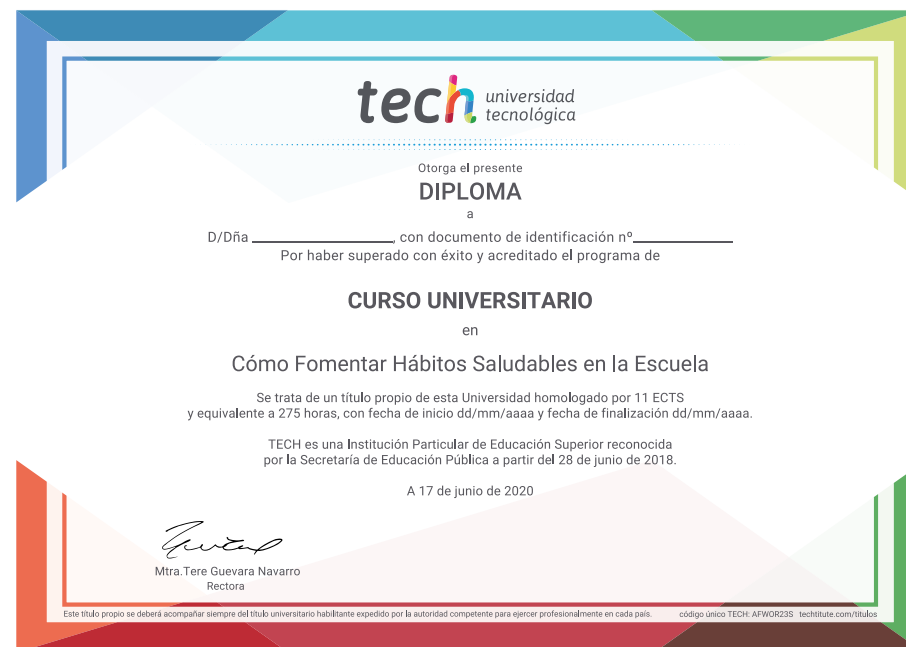 tech universidad
tecnológica
Otorga el presente
DIPLOMA
a
D/Dña ____________________, con documento de identificación nº______________
Por haber superado con éxito y acreditado el programa de
CURSO UNIVERSITARIO
en
Cómo Fomentar Hábitos Saludables en la Escuela
Se trata de un título propio de esta Universidad homologado por 11 ECTS
y equivalente a 275 horas, con fecha de inicio dd/mm/aaaa y fecha de finalización dd/mm/aaaa.
TECH es una Institución Particular de Educación Superior reconocida
por la Secretaría de Educación Pública a partir del 28 de junio de 2018.
A 17 de junio de 2020
Mtra.Tere Guevara Navarro
Rectora
Este título propio se deberá acompañar siempre del título universitario habilitante expedido por la autoridad competente para ejercer profesionalmente en cada país. código único TECH: AFWOR23S techtitute.com/titulos